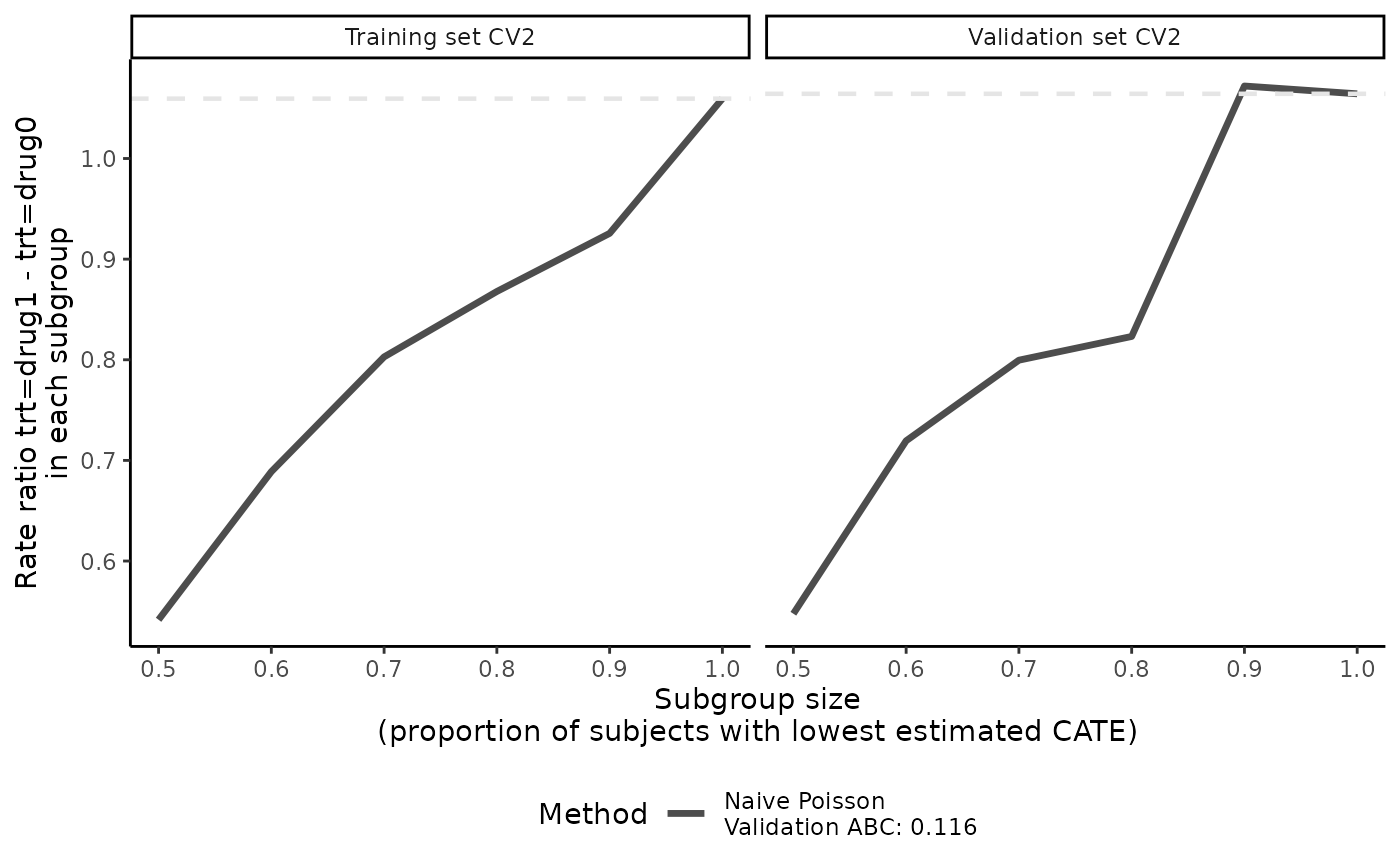 Training set CV2
Validation set CV2
Rate ratio trt=drug1 - trt=drug0
in each subgroup
1.0
0.9
0.8
0.7
0.6
0.5 0.6 0.7 0.8 0.9 1.0
0.5 0.6 0.7 0.8 0.9 1.0
Subgroup size
(proportion of subjects with lowest estimated CATE)
Method
Naive Poisson
Validation ABC: 0.116